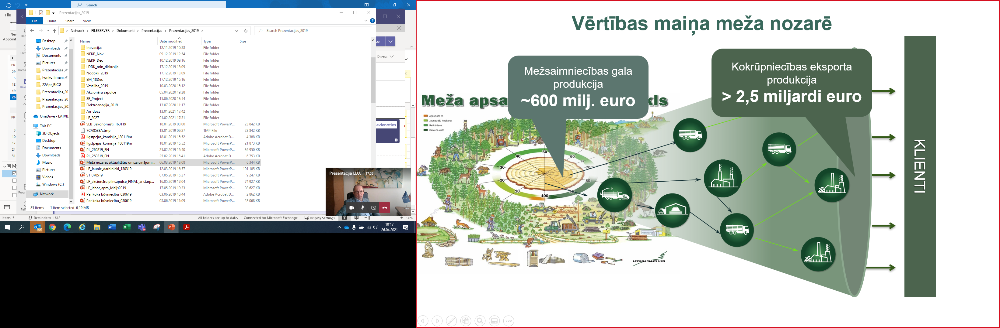 Search
File
New
Appoint
PR
29
5
12
19
26
PR
3
10
17
24
31
Prezentacijas_2019
File
Home
Share
View
Network
FILESERVER
Dokumenti
Prezentacijas
Prezentacijas_2019
Search Prezentacijas_2019
Desktop
Downloads
Documents
Pictures
Prezentacijas
Funkc_limeni
22Apr_BICG
Prezentacijas_20
Prezentacijas_20
Prezentacijas_20
OneDrive - LATVIJ
This PC
3D Objects
Desktop
Documents
Downloads
Music
Pictures
Videos
Windows (C:)
Network
Name Date modified Type Size
Inovacijas 12.11.2019 10:38 File folder
NEKP_Nov 09.12.2019 12:54 File folder
NEKP_Dec 10.12.2019 09:16 File folder
LDDK_min_diskusija 17.12.2019 13:09 File folder
Nodokli_2019 17.12.2019 13:09 File folder
EM_18Dec 17.12.2019 15:16 File folder
Veseliba_2019 10.03.2020 15:12 File folder
Akcionāru sapulce 05.04.2020 19:28 File folder
SE_Project 15.06.2020 13:54 File folder
Elektroenegija_2019 13.07.2020 11:17 File folder
Ari_docs 13.01.2021 17:42 File folder
LF_2027 01.02.2021 17:31 File folder
SEB_3ekonomisti_160119 18.01.2019 08:00 Microsoft PowerP... 23 842 KB
7CA8538A.tmp 18.01.2019 09:27 TMP File 23 842 KB
Ilgstpejas_komisija_180119m 18.01.2019 15:52 Adobe Acrobat D... 4 388 KB
Ilgstpejas_komisija_180119m 18.01.2019 15:52 Microsoft PowerP... 21 873 KB
PL_260219_EN 25.02.2019 15:40 Microsoft PowerP... 36 950 KB
PL_260219_EN 25.02.2019 15:41 Adobe Acrobat D... 6 753 KB
Meža nozares aktualitātes un izaicinājumi... 06.03.2019 18:08 Microsoft PowerP... 6 344 KB
LF_Jaunie_darbinieki_130319 12.03.2019 16:57 Microsoft PowerP... 101 185 KB
ST_070519 07.05.2019 15:27 Microsoft PowerP... 9 247 KB
LF_akcionāru pilnsapulce_FINAL_ar starp... 16.05.2019 17:04 Microsoft PowerP... 74 927 KB
LF_labor_apm_Maijs2019 17.05.2019 10:33 Microsoft PowerP... 98 627 KB
Par koka būvniecību_030619 03.06.2019 10:44 Adobe Acrobat D... 2 862 KB
Par koka būvniecību_030619 03.06.2019 11:09 Microsoft PowerP... 28 068 KB
85 items 1 item selected 6,19 MB
Diena
Prezentācija LLU. 17:53
Items: 5
Reminders: 1 612
All folders are up to date.
Connected to: Microsoft Exchange
Display Settings
90%
10:17
26.04.2021
Vērtības maiņa meža nozarē
Mežsaimniecības gala
produkcija
~600 milj. euro
Kokrūpniecības eksporta
produkcija
> 2,5 miljardi euro
Meža apsa
kls
Atjaunošana
Jaunaudžu kopšana
Retināšana
Galvenā cirte
50
40
60
65
30
70
20
80
10
90
100
LATVIJAS VALSTS MEŽI
KLIENTI